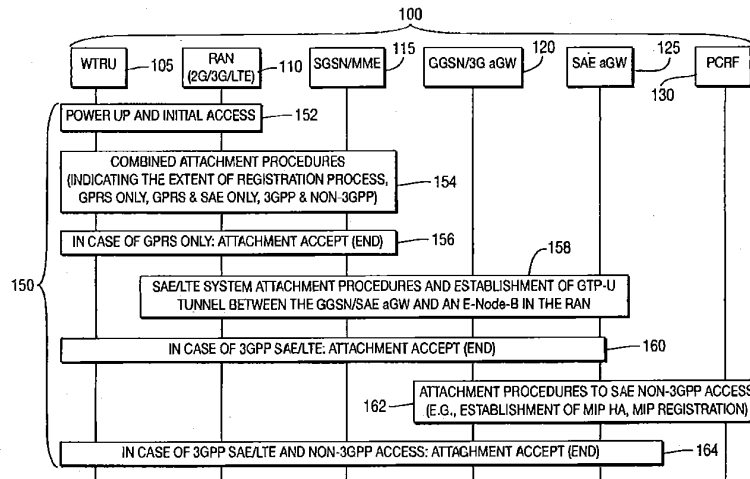 100
WTRU
105
RAN
(2G/3G/LTE)
110
SGSN/MME
115
GGSN/3G aGW
120
SAE aGW
125
PCRF
130
POWER UP AND INITIAL ACCESS
152
COMBINED ATTACHMENT PROCEDURES
(INDICATING THE EXTENT OF REGISTRATION PROCESS,
GPRS ONLY, GPRS & SAE ONLY, 3GPP & NON-3GPP)
154
IN CASE OF GPRS ONLY: ATTACHMENT ACCEPT (END)
156
150
158
SAE/LTE SYSTEM ATTACHMENT PROCEDURES AND ESTABLISHMENT OF GTP-U
TUNNEL BETWEEN THE GGSN/SAE aGW AND AN E-Node-B IN THE RAN
IN CASE OF 3GPP SAE/LTE: ATTACHMENT ACCEPT (END)
160
162
ATTACHMENT PROCEDURES TO SAE NON-3GPP ACCESS
(E.G., ESTABLISHMENT OF MIP HA, MIP REGISTRATION)
IN CASE OF 3GPP SAE/LTE AND NON-3GPP ACCESS: ATTAGHMENT ACCEPT (END)
164